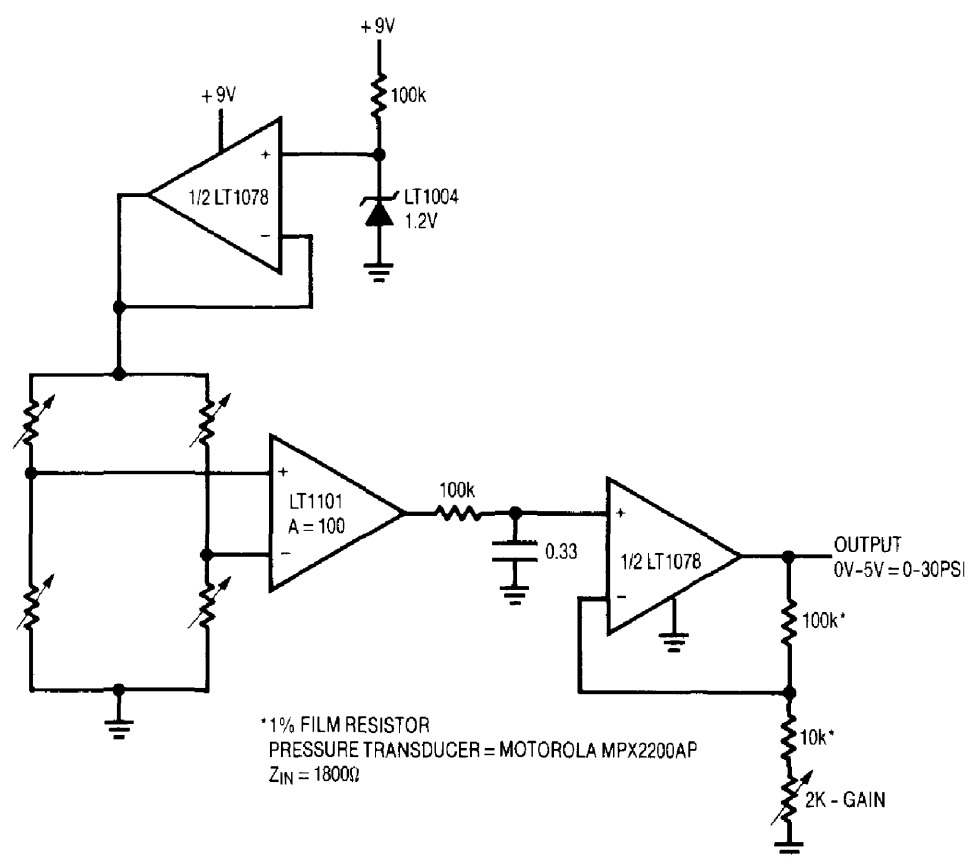 +9V
100k
+9V
+
1/2 LT1078
−
LT1004
1.2V
+
LT1101
A = 100
−
100k
0.33
+
1/2 LT1078
−
OUTPUT
0V–5V = 0–30PSI
100k*
10k*
2K - GAIN
*1% FILM RESISTOR
PRESSURE TRANSDUCER = MOTOROLA MPX2200AP
ZIN = 1800Ω